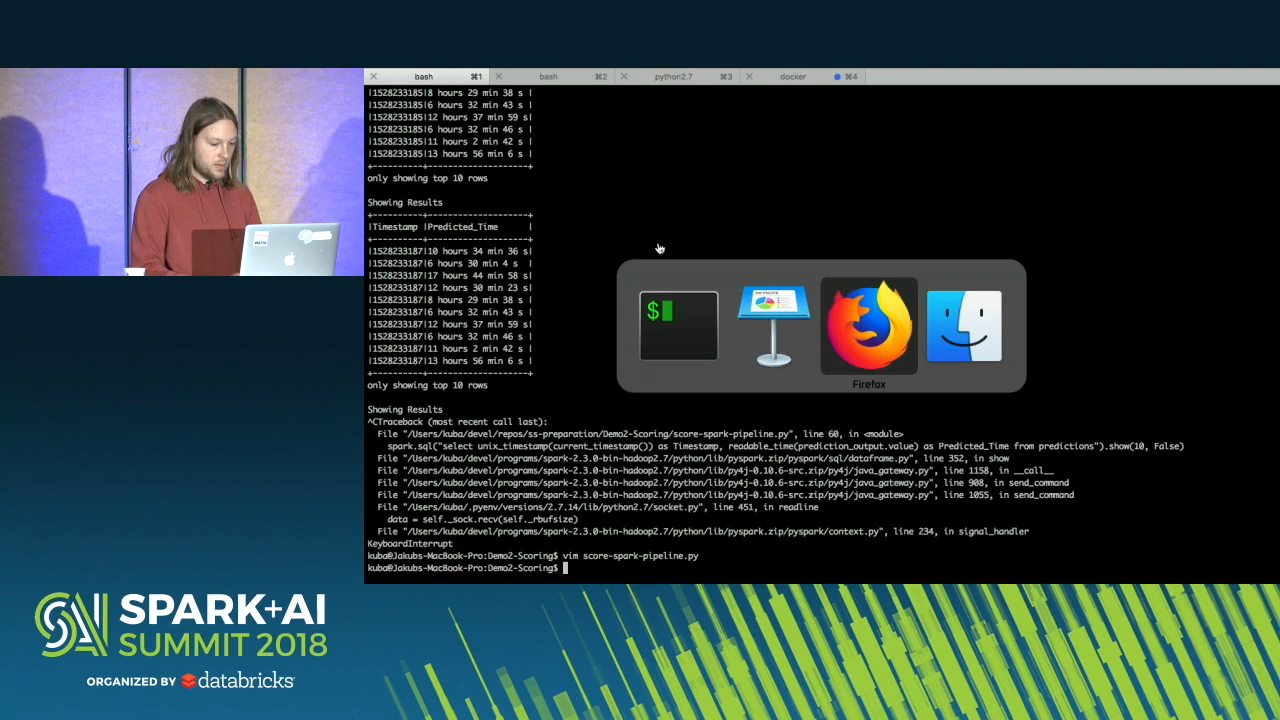 bash ⌘1 bash ⌘2 python2.7 ⌘3 docker ⌘4
|1528233185|8 hours 29 min 38 s |
|1528233185|6 hours 32 min 43 s |
|1528233185|12 hours 37 min 59 s|
|1528233185|6 hours 32 min 46 s |
|1528233185|11 hours 2 min 42 s |
|1528233185|13 hours 56 min 6 s |
+----------+--------------------+
only showing top 10 rows
Showing Results
+----------+--------------------+
|Timestamp |Predicted_Time |
+----------+--------------------+
|1528233187|10 hours 34 min 36 s|
|1528233187|6 hours 30 min 4 s |
|1528233187|17 hours 44 min 58 s|
|1528233187|12 hours 30 min 23 s|
|1528233187|8 hours 29 min 38 s |
|1528233187|6 hours 32 min 43 s |
|1528233187|12 hours 37 min 59 s|
|1528233187|6 hours 32 min 46 s |
|1528233187|11 hours 2 min 42 s |
|1528233187|13 hours 56 min 6 s |
+----------+--------------------+
only showing top 10 rows
$
Firefox
Showing Results
^CTraceback (most recent call last):
File "/Users/kuba/devel/repos/ss-preparation/Demo2-Scoring/score-spark-pipeline.py", line 60, in <module>
spark.sql("select unix_timestamp(current_timestamp()) as Timestamp, readable_time(prediction_output.value) as Predicted_Time from predictions").show(10, False)
File "/Users/kuba/devel/programs/spark-2.3.0-bin-hadoop2.7/python/lib/pyspark.zip/pyspark/sql/dataframe.py", line 352, in show
File "/Users/kuba/devel/programs/spark-2.3.0-bin-hadoop2.7/python/lib/py4j-0.10.6-src.zip/py4j/java_gateway.py", line 1158, in __call__
File "/Users/kuba/devel/programs/spark-2.3.0-bin-hadoop2.7/python/lib/py4j-0.10.6-src.zip/py4j/java_gateway.py", line 908, in send_command
File "/Users/kuba/devel/programs/spark-2.3.0-bin-hadoop2.7/python/lib/py4j-0.10.6-src.zip/py4j/java_gateway.py", line 1055, in send_command
File "/Users/kuba/.pyenv/versions/2.7.14/lib/python2.7/socket.py", line 451, in readline
data = self._sock.recv(self._rbufsize)
File "/Users/kuba/devel/programs/spark-2.3.0-bin-hadoop2.7/python/lib/pyspark.zip/pyspark/context.py", line 234, in signal_handler
KeyboardInterrupt
kuba@Jakubs-MacBook-Pro:Demo2-Scoring$ vim score-spark-pipeline.py
kuba@Jakubs-MacBook-Pro:Demo2-Scoring$
SPARK+AI
SUMMIT 2018
ORGANIZED BY databricks